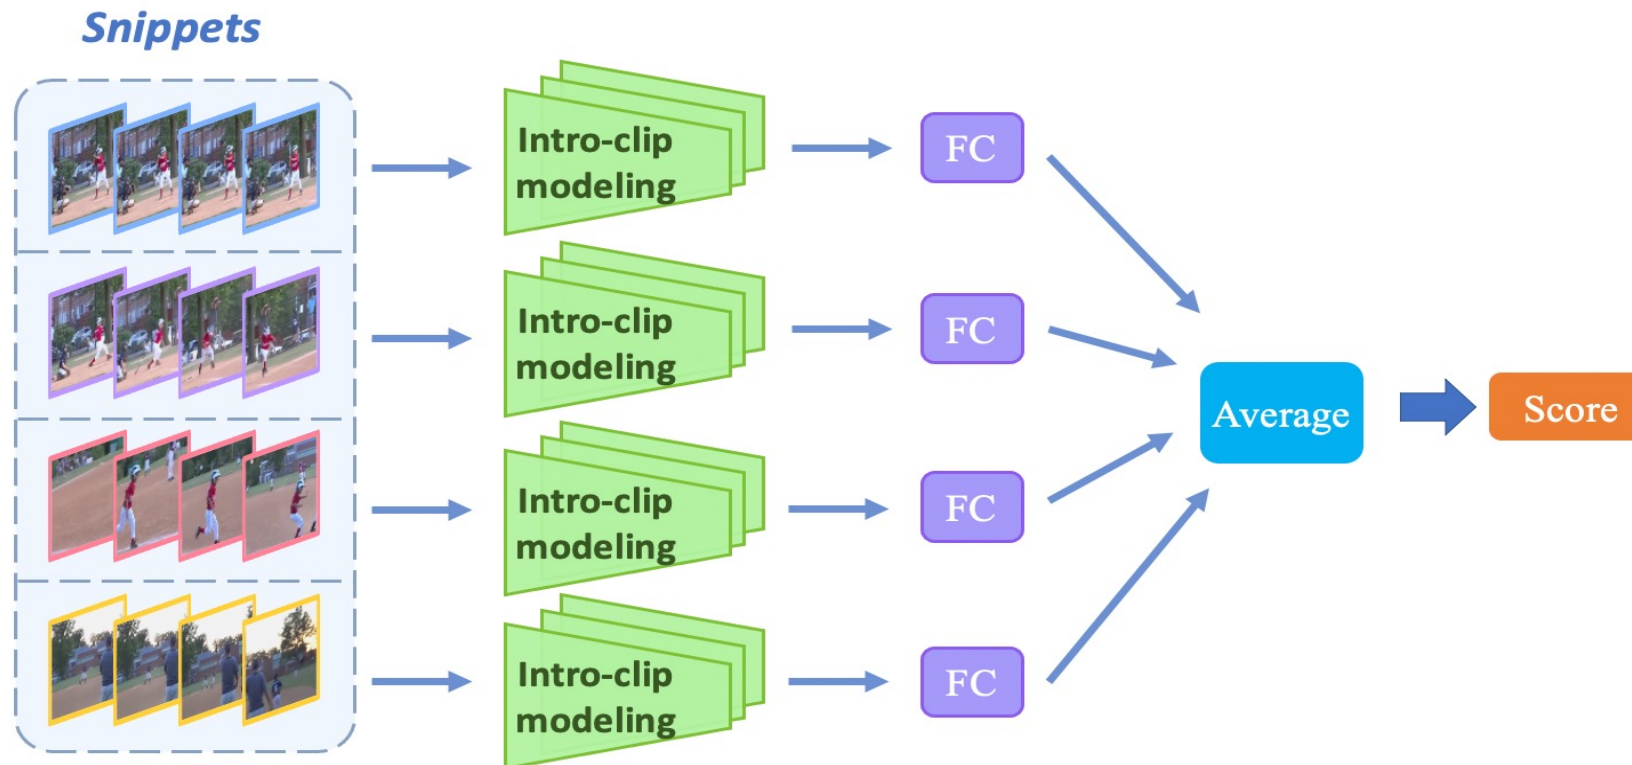 Snippets
Intro-clip
modeling
FC
Intro-clip
modeling
FC
Average
Score
Intro-clip
modeling
FC
Intro-clip
modeling
FC